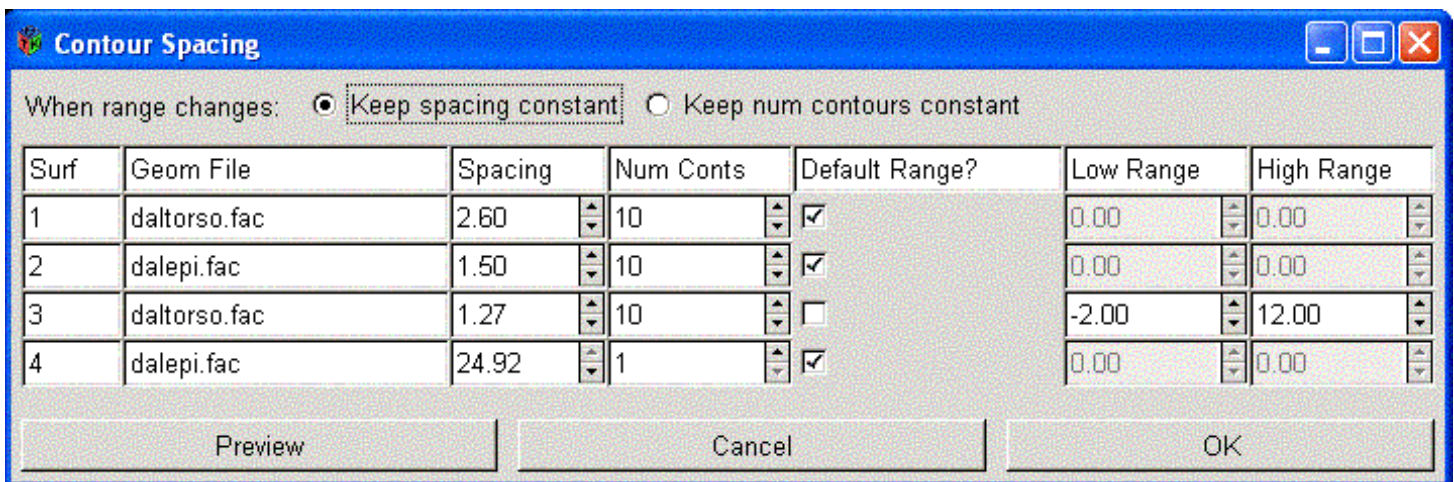 Contour Spacing
When range changes: Keep spacing constant Keep num contours constant
Surf Geom File Spacing Num Conts Default Range? Low Range High Range
1 daltorso.fac 2.60 10 0.00 0.00
2 dalepi.fac 1.50 10 0.00 0.00
3 daltorso.fac 1.27 10 -2.00 12.00
4 dalepi.fac 24.92 1 0.00 0.00
Preview Cancel OK